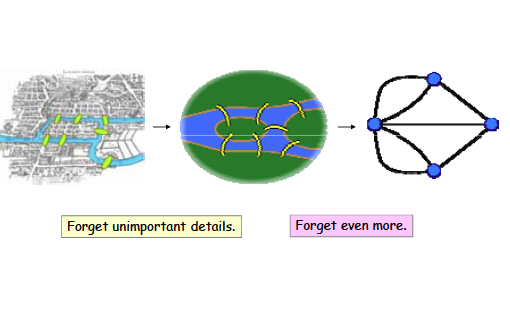 Forget unimportant details.
Forget even more.